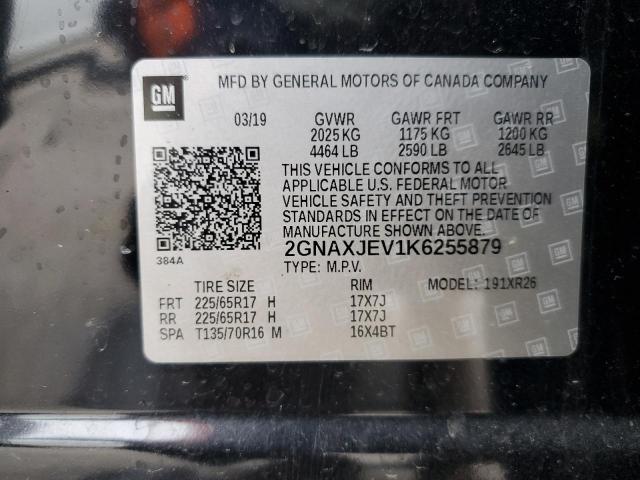 GM
MFD BY GENERAL MOTORS OF CANADA COMPANY
03/19 GVWR GAWR FRT GAWR RR
2025 KG 1175 KG 1200 KG
4464 LB 2590 LB 2645 LB
THIS VEHICLE CONFORMS TO ALL
APPLICABLE U.S. FEDERAL MOTOR
VEHICLE SAFETY AND THEFT PREVENTION
STANDARDS IN EFFECT ON THE DATE OF
MANUFACTURE SHOWN ABOVE.
384A
2GNAXJEV1K6255879
TYPE: M.P.V. MODEL: 191XR26
TIRE SIZE RIM
FRT 225/65R17 H 17X7J
RR 225/65R17 H 17X7J
SPA T135/70R16 M 16X4BT